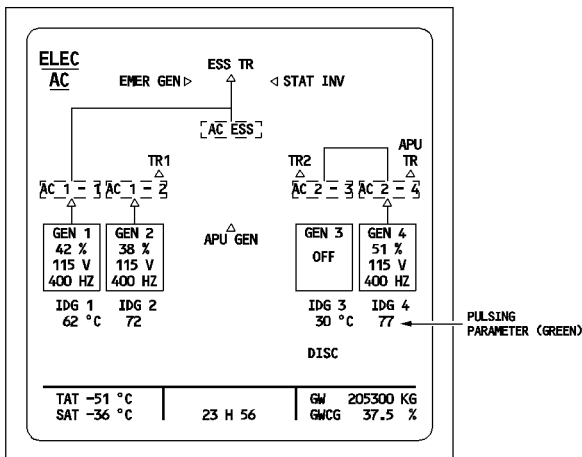 ELEC
AC
ESS TR
EMER GEN
STAT INV
AC ESS
TR1
TR2
APU
TR
AC 1 - 1
AC 1 - 2
AC 2 - 3
AC 2 - 4
GEN 1
42 %
115 V
400 HZ
GEN 2
38 %
115 V
400 HZ
APU GEN
GEN 3
OFF
GEN 4
51 %
115 V
400 HZ
IDG 1
62 °C
IDG 2
72
IDG 3
30 °C
IDG 4
77
PULSING
PARAMETER (GREEN)
DISC
TAT -51 °C
SAT -36 °C
23 H 56
GW 205300 KG
GWCG 37.5 %